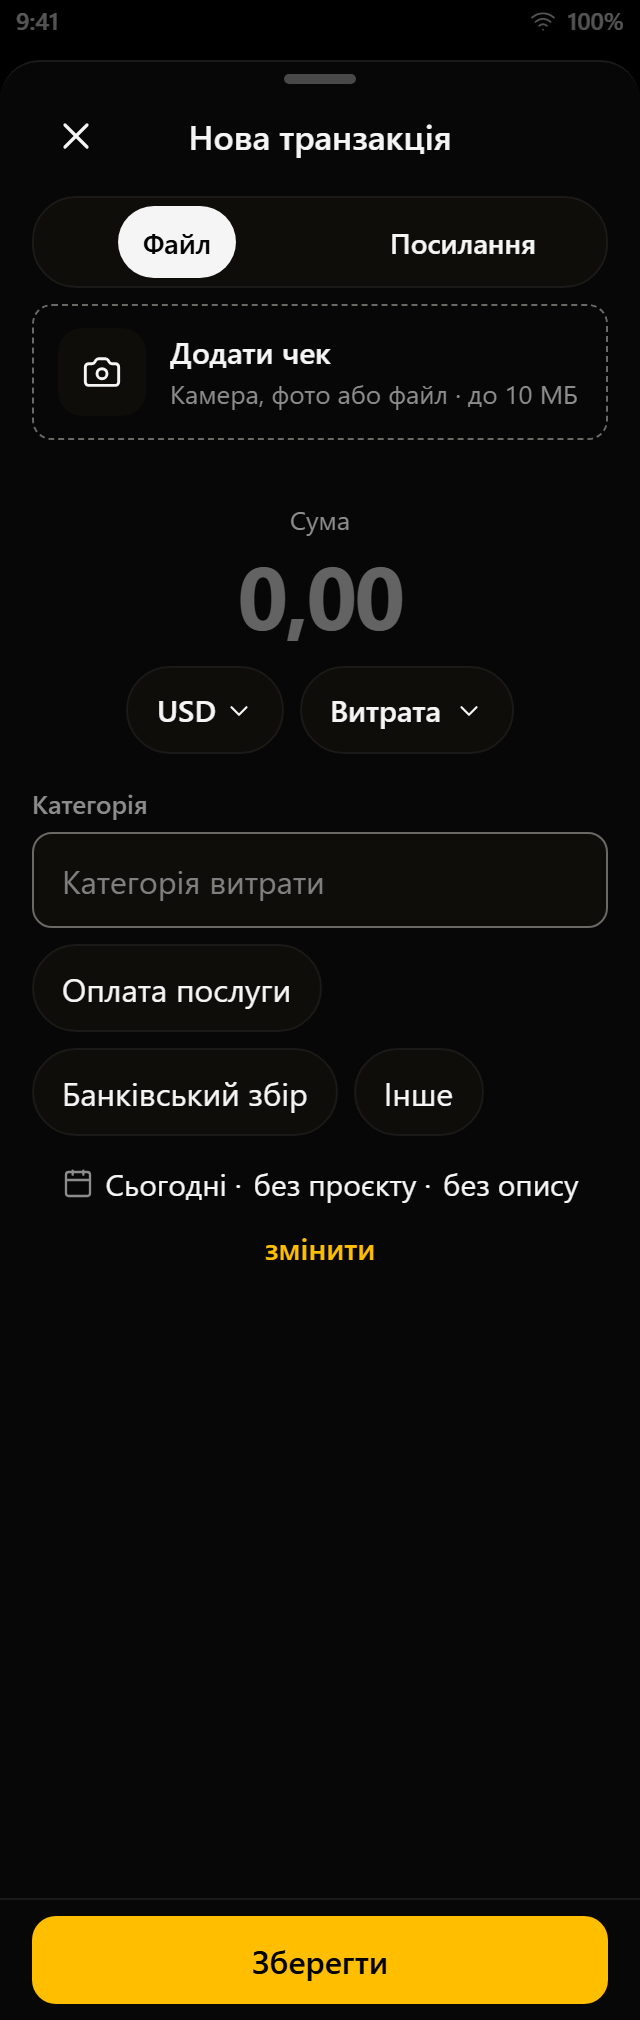 9:41 100%
Нова транзакція
Файл Посилання
Додати чек
Камера, фото або файл · до 10 МБ
Сума
0,00
USD Витрата
Категорія
Категорія витрати
Оплата послуги
Банківський збір Інше
Сьогодні · без проєкту · без опису
змінити
Зберегти